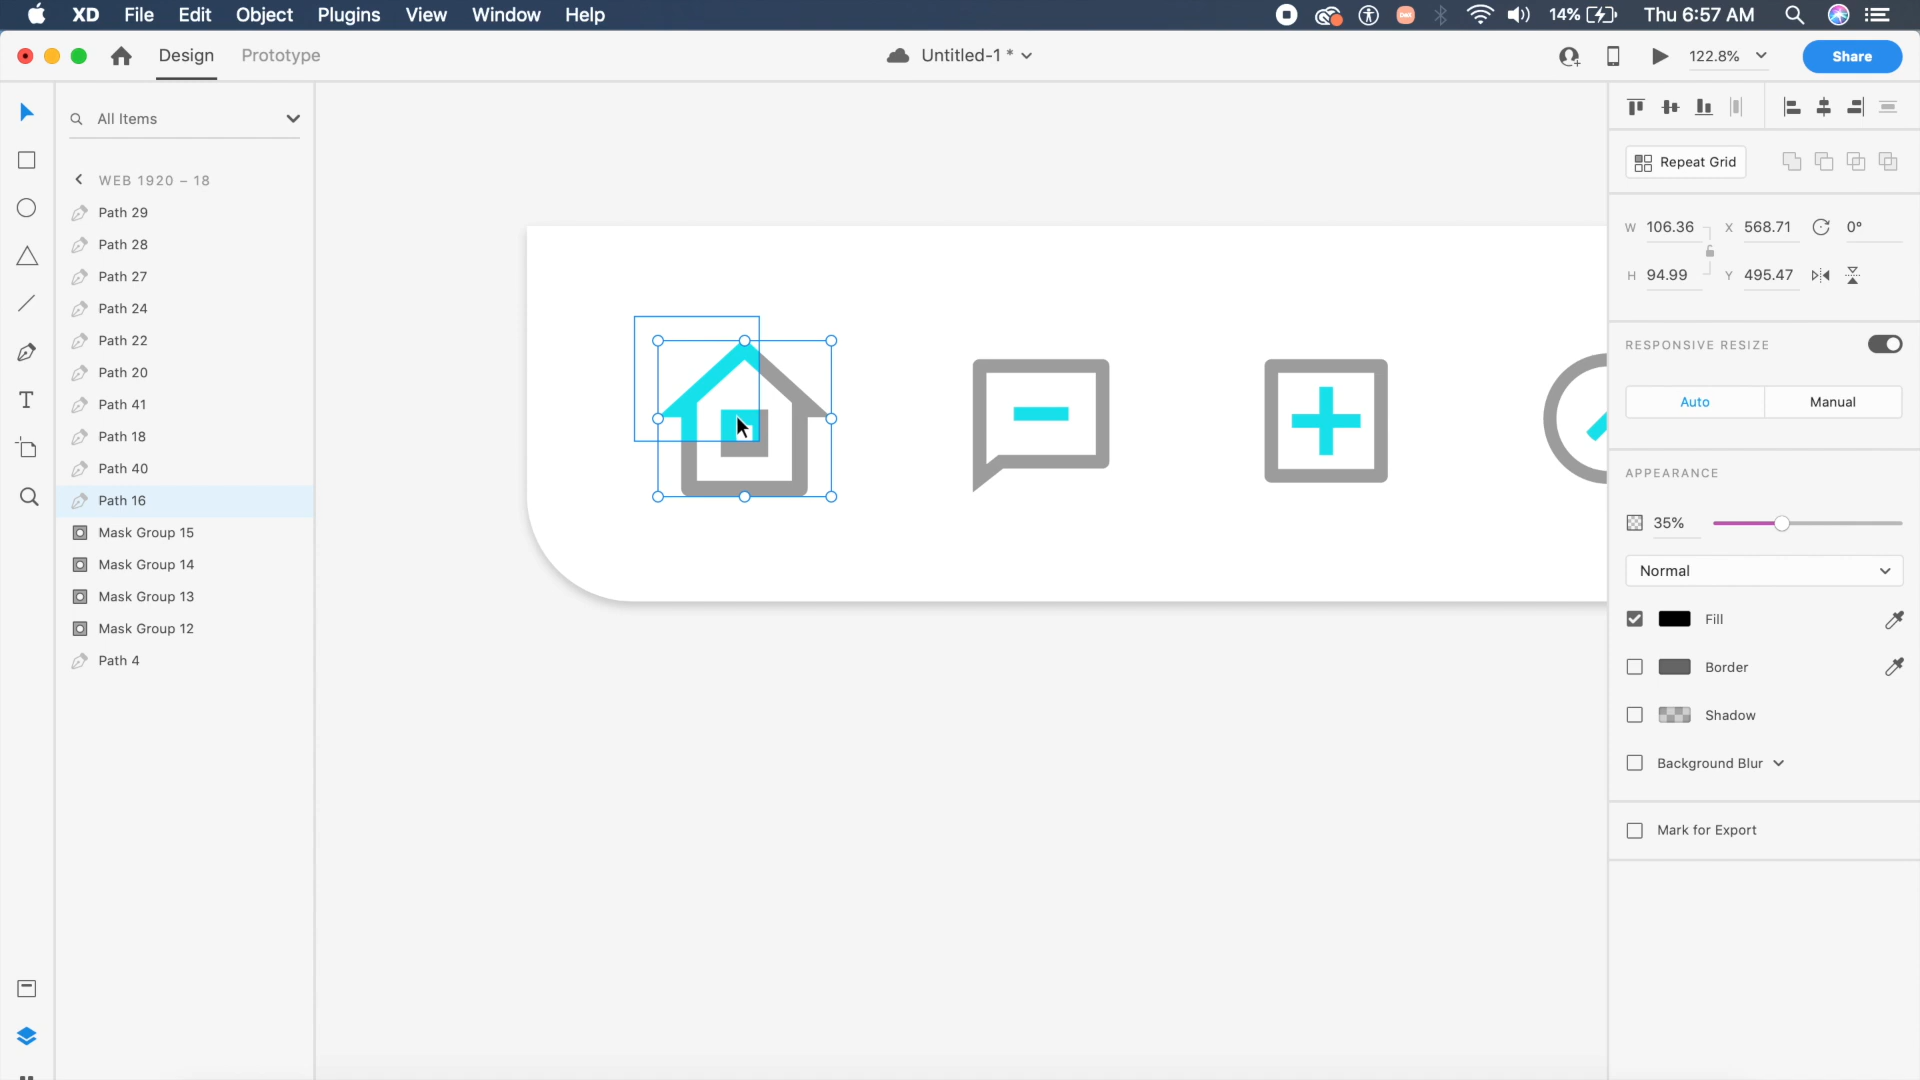 XD File Edit Object Plugins View Window Help 14% Thu 6:57 AM
Design Prototype Untitled-1 * 122.8% Share
All Items
WEB 1920 – 18
Path 29
Path 28
Path 27
Path 24
Path 22
Path 20
Path 41
Path 18
Path 40
Path 16
Mask Group 15
Mask Group 14
Mask Group 13
Mask Group 12
Path 4
Repeat Grid
W 106.36 X 568.71 0°
H 94.99 Y 495.47
RESPONSIVE RESIZE
Auto Manual
APPEARANCE
35%
Normal
Fill
Border
Shadow
Background Blur
Mark for Export